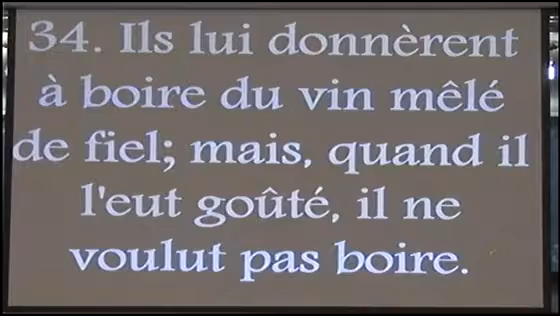 34. Ils lui donnèrent
à boire du vin mêlé
de fiel; mais, quand il
l'eut goûté, il ne
voulut pas boire.